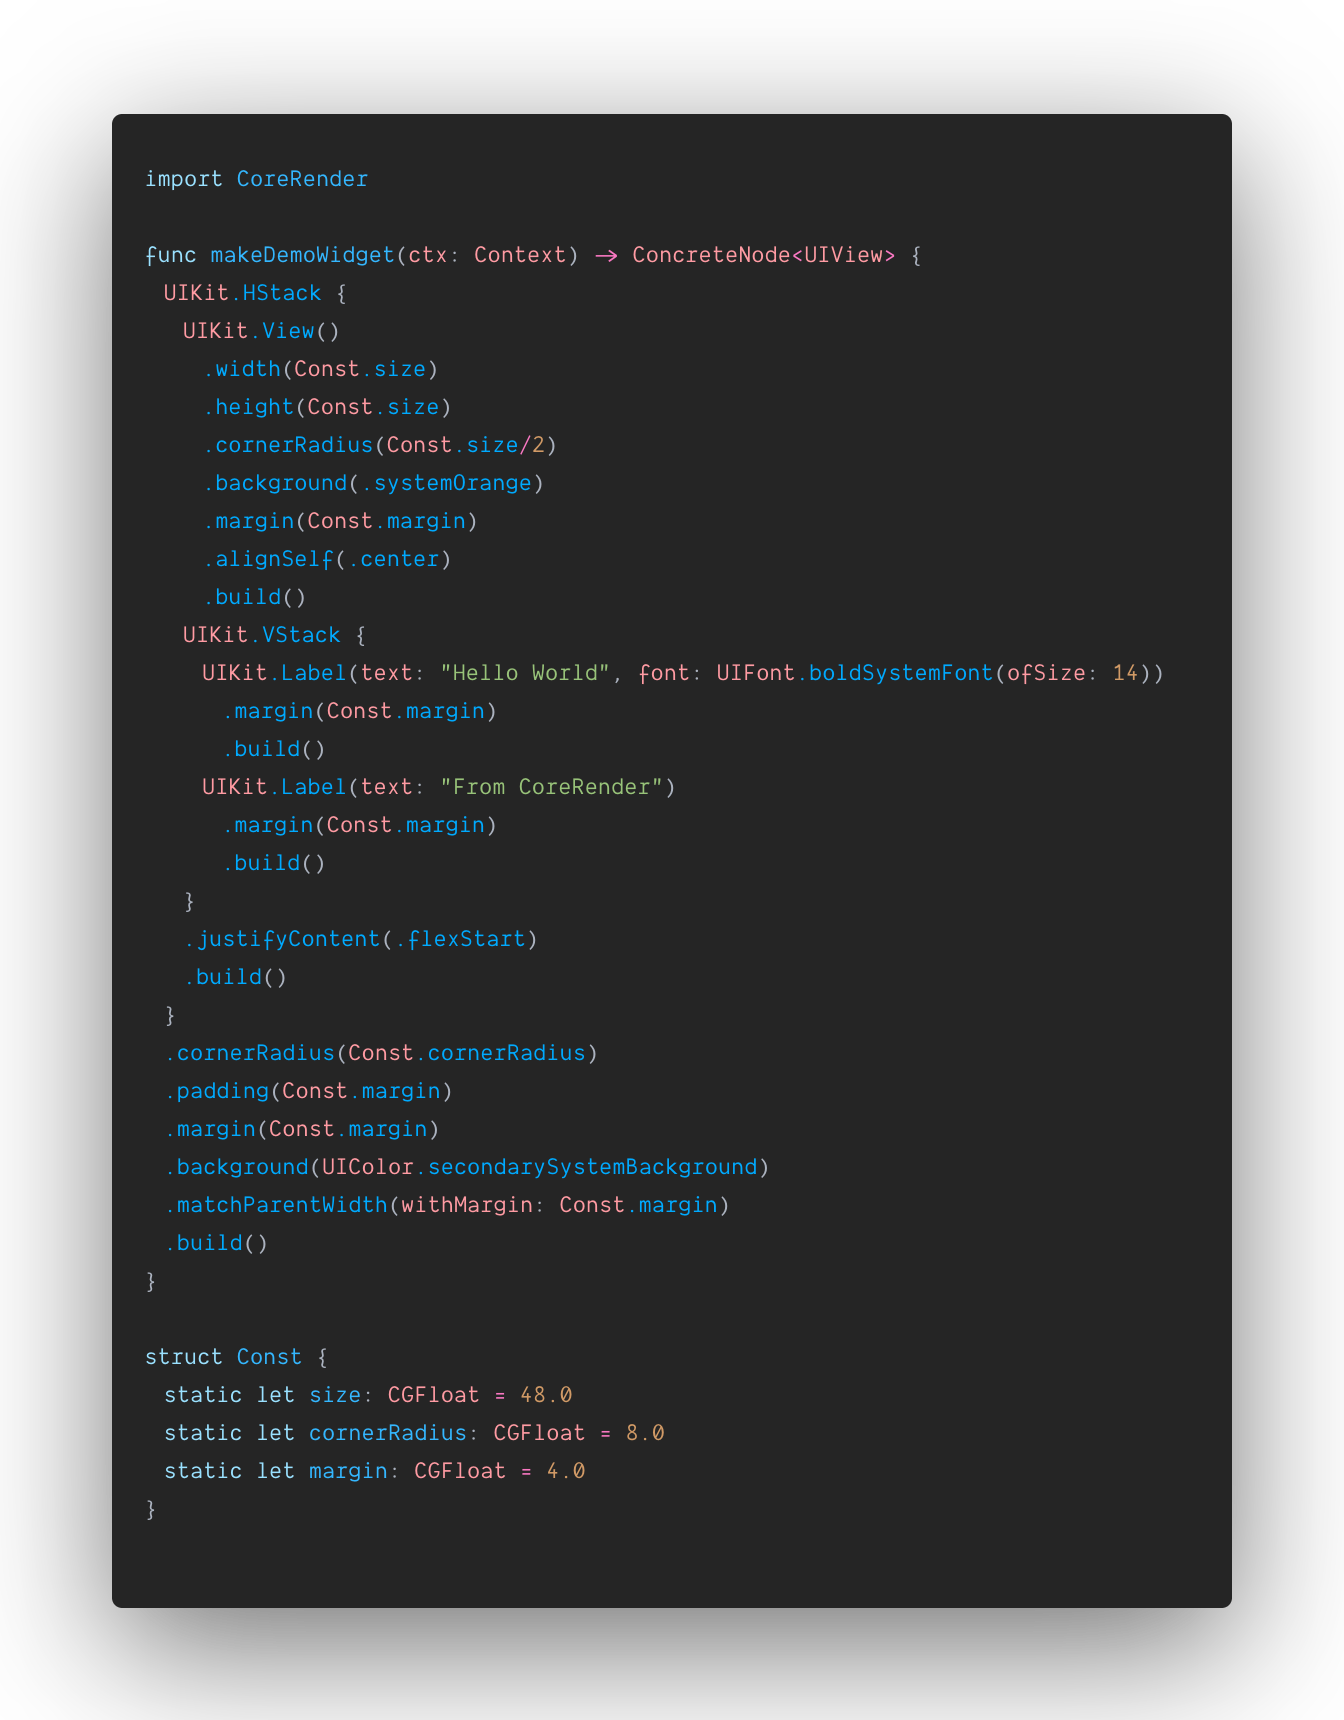 import CoreRender

func makeDemoWidget(ctx: Context) -> ConcreteNode<UIView> {
  UIKit.HStack {
    UIKit.View()
      .width(Const.size)
      .height(Const.size)
      .cornerRadius(Const.size/2)
      .background(.systemOrange)
      .margin(Const.margin)
      .alignSelf(.center)
      .build()
    UIKit.VStack {
      UIKit.Label(text: "Hello World", font: UIFont.boldSystemFont(ofSize: 14))
        .margin(Const.margin)
        .build()
      UIKit.Label(text: "From CoreRender")
        .margin(Const.margin)
        .build()
    }
    .justifyContent(.flexStart)
    .build()
  }
  .cornerRadius(Const.cornerRadius)
  .padding(Const.margin)
  .margin(Const.margin)
  .background(UIColor.secondarySystemBackground)
  .matchParentWidth(withMargin: Const.margin)
  .build()
}

struct Const {
  static let size: CGFloat = 48.0
  static let cornerRadius: CGFloat = 8.0
  static let margin: CGFloat = 4.0
}